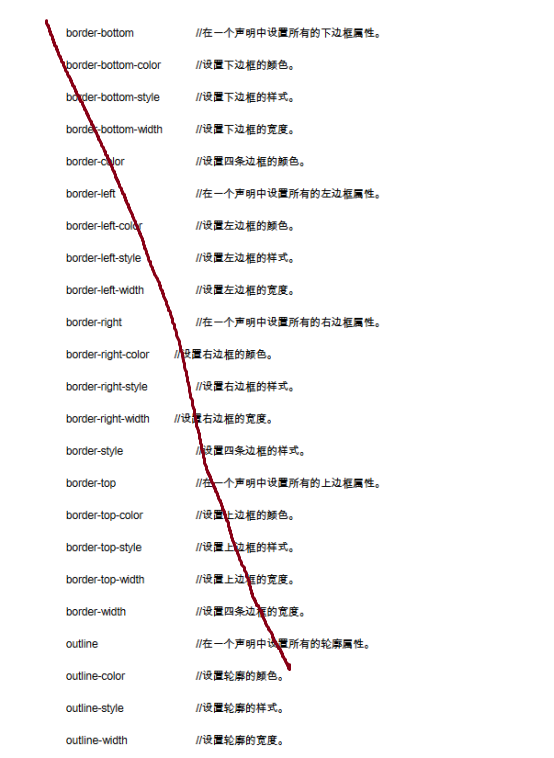 border-bottom //在一个声明中设置所有的下边框属性。
border-bottom-color //设置下边框的颜色。
border-bottom-style //设置下边框的样式。
border-bottom-width //设置下边框的宽度。
border-color //设置四条边框的颜色。
border-left //在一个声明中设置所有的左边框属性。
border-left-color //设置左边框的颜色。
border-left-style //设置左边框的样式。
border-left-width //设置左边框的宽度。
border-right //在一个声明中设置所有的右边框属性。
border-right-color //设置右边框的颜色。
border-right-style //设置右边框的样式。
border-right-width //设置右边框的宽度。
border-style //设置四条边框的样式。
border-top //在一个声明中设置所有的上边框属性。
border-top-color //设置上边框的颜色。
border-top-style //设置上边框的样式。
border-top-width //设置上边框的宽度。
border-width //设置四条边框的宽度。
outline //在一个声明中设置所有的轮廓属性。
outline-color //设置轮廓的颜色。
outline-style //设置轮廓的样式。
outline-width //设置轮廓的宽度。